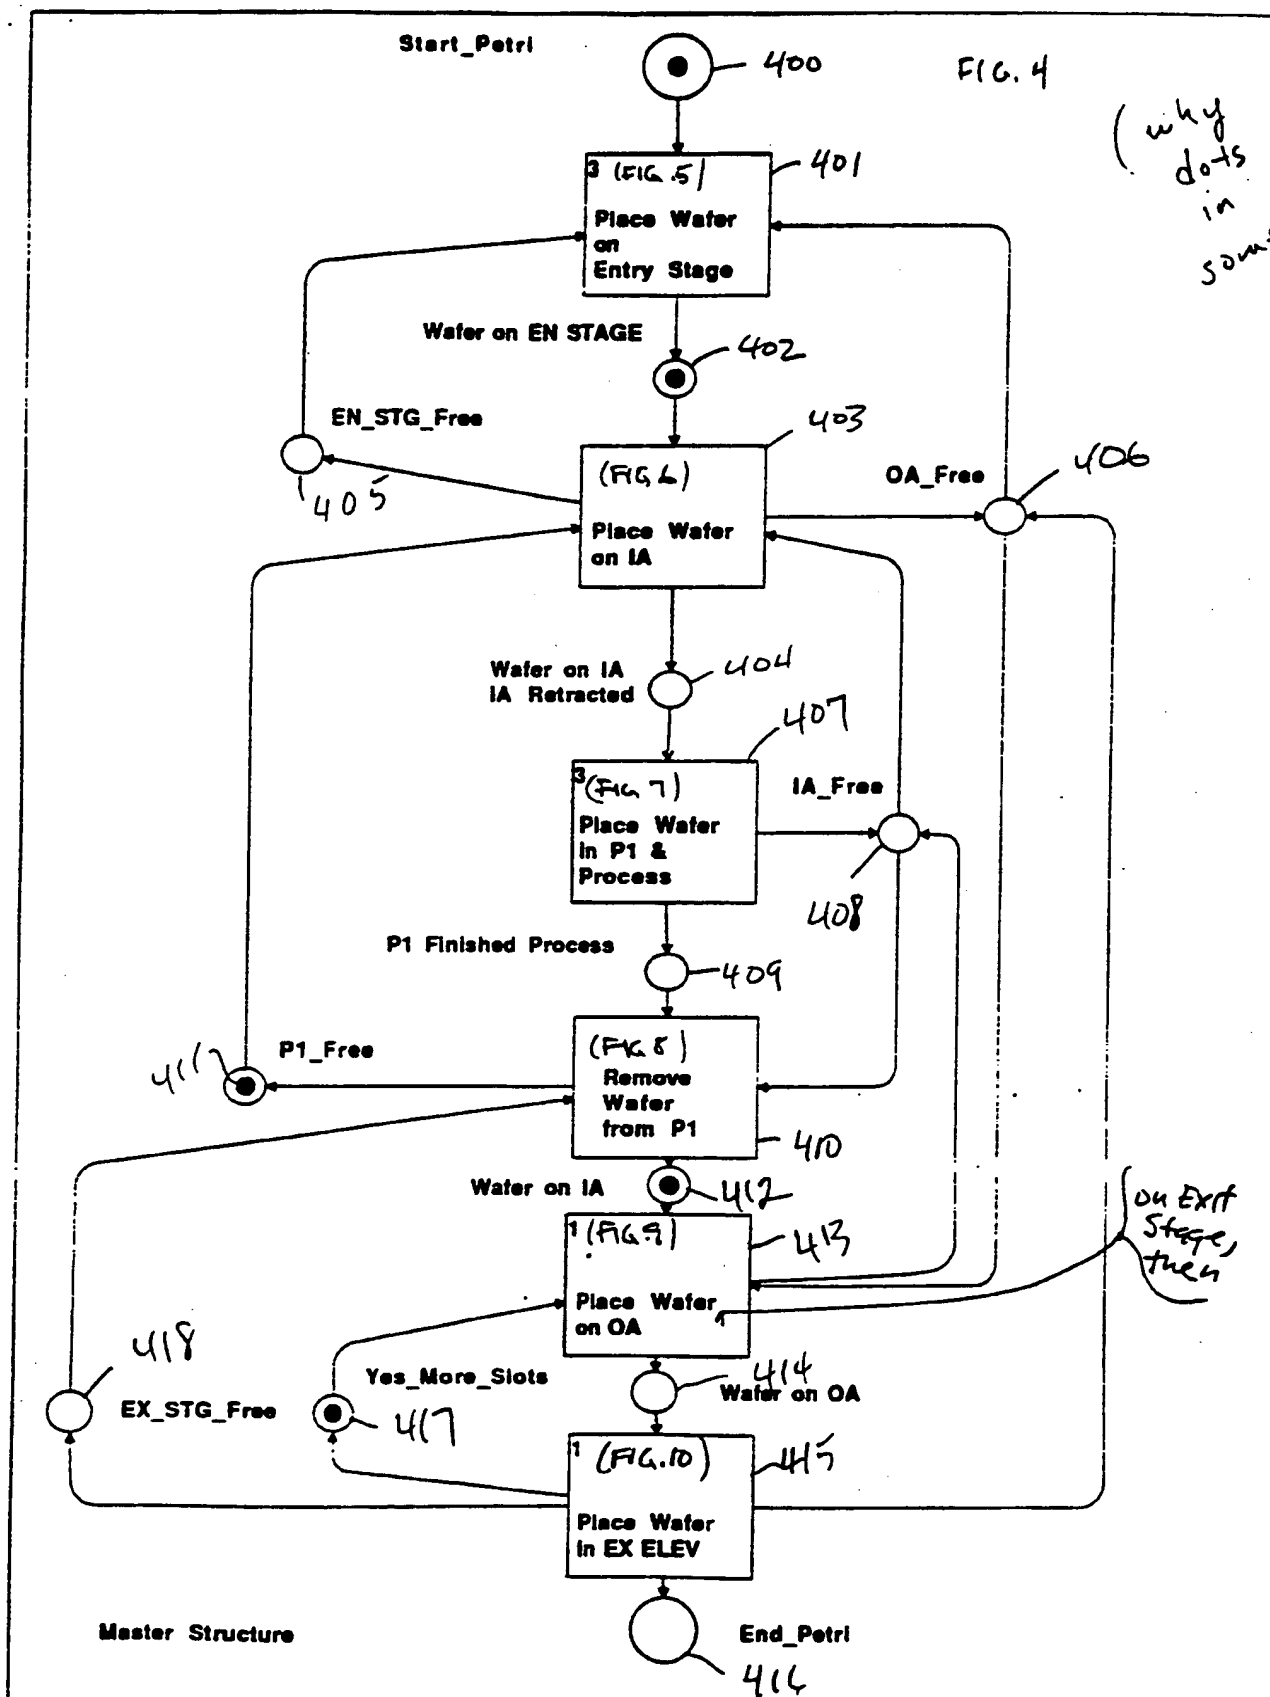 Start_Petri
400
FIG. 4
(why
dots
in
3 (FIG. 5)
401
Place Wafer
on
Entry Stage
Wafer on EN STAGE
402
EN_STG_Free
403
405
(FIG 6)
OA_Free
406
Place Wafer
on IA
Wafer on IA
IA Retracted
404
407
3 (FIG 7)
IA_Free
Place Wafer
in P1 &
Process
408
P1 Finished Process
409
P1_Free
411
(FIG 8)
Remove
Wafer
from P1
410
Wafer on IA
412
on Exit
Stage,
then
1 (FIG. 9)
413
Place Wafer
on OA
418
Yes_More_Slots
414
Wafer on OA
EX_STG_Free
417
1 (FIG. 10)
415
Place Wafer
in EX ELEV
Master Structure
End_Petri
416